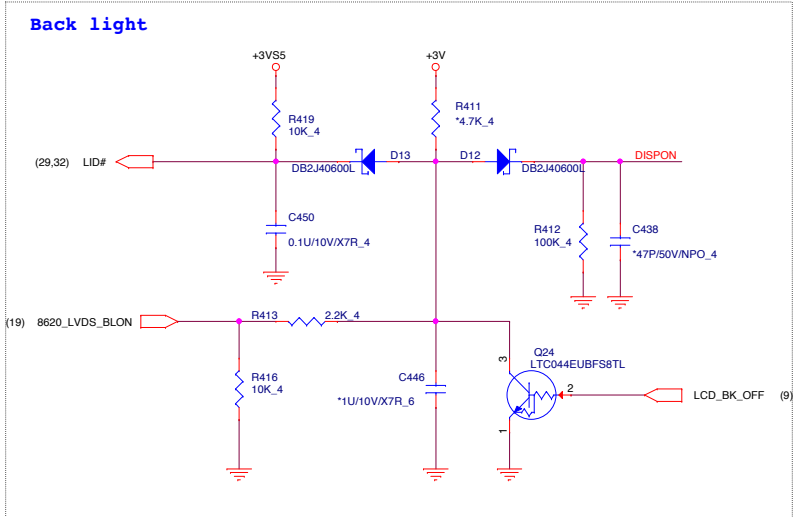 Back light
+3VS5
+3V
R419
10K_4
R411
*4.7K_4
(29,32) LID#
D13
DB2J40600L
D12
DB2J40600L
DISPON
C450
0.1U/10V/X7R_4
R412
100K_4
C438
*47P/50V/NPO_4
(19) 8620_LVDS_BLON
R413
2.2K_4
R416
10K_4
C446
*1U/10V/X7R_6
3
Q24
LTC044EUBFS8TL
2
LCD_BK_OFF (9)
1